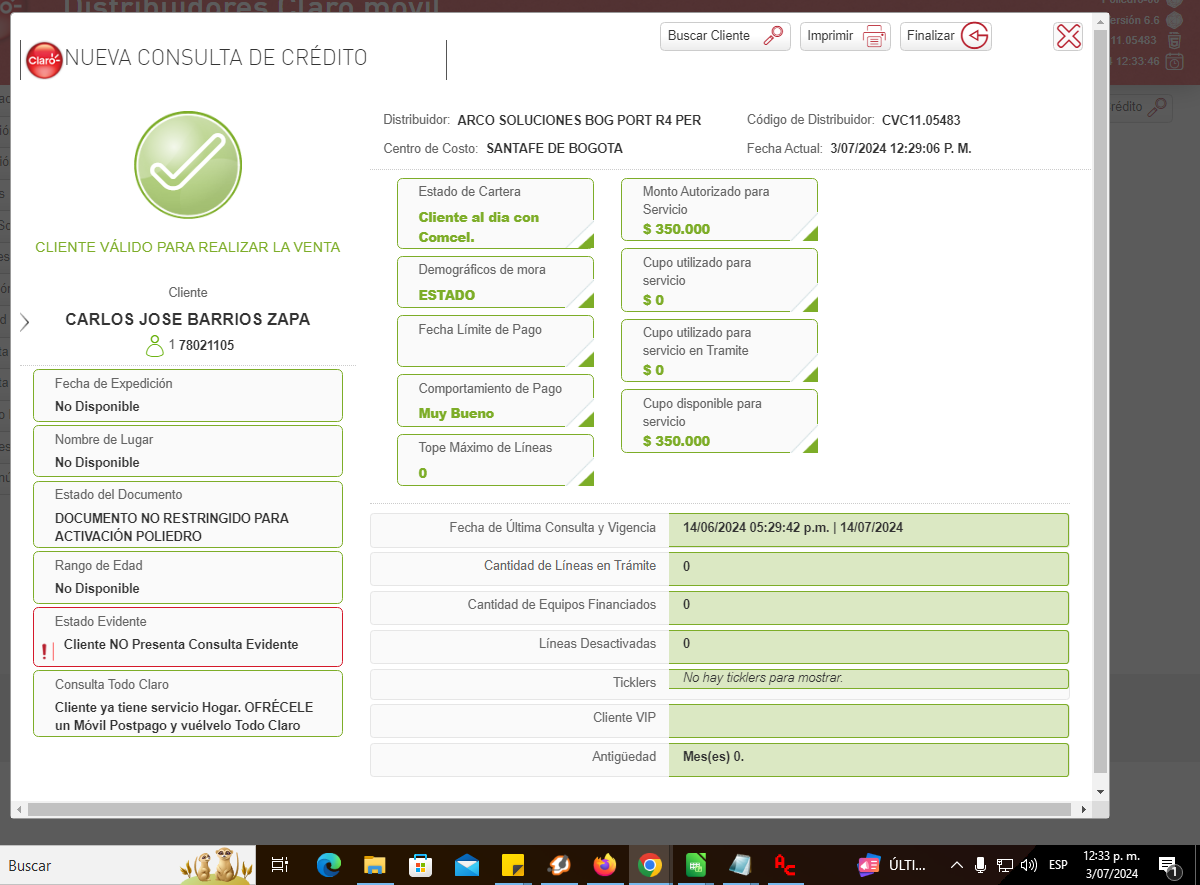 Distribuidores Claro móvil
Versión 6.6
11.05483
12:33:46
Buscar Cliente
Imprimir
Finalizar
Claro
NUEVA CONSULTA DE CRÉDITO
Distribuidor: ARCO SOLUCIONES BOG PORT R4 PER
Código de Distribuidor: CVC11.05483
Centro de Costo: SANTAFE DE BOGOTA
Fecha Actual: 3/07/2024 12:29:06 P. M.
CLIENTE VÁLIDO PARA REALIZAR LA VENTA
Cliente
CARLOS JOSE BARRIOS ZAPA
1 78021105
Fecha de Expedición
No Disponible
Nombre de Lugar
No Disponible
Estado del Documento
DOCUMENTO NO RESTRINGIDO PARA
ACTIVACIÓN POLIEDRO
Rango de Edad
No Disponible
Estado Evidente
Cliente NO Presenta Consulta Evidente
Consulta Todo Claro
Cliente ya tiene servicio Hogar. OFRÉCELE
un Móvil Postpago y vuélvelo Todo Claro
Estado de Cartera
Cliente al dia con
Comcel.
Demográficos de mora
ESTADO
Fecha Límite de Pago
Comportamiento de Pago
Muy Bueno
Tope Máximo de Líneas
0
Monto Autorizado para
Servicio
$ 350.000
Cupo utilizado para
servicio
$ 0
Cupo utilizado para
servicio en Tramite
$ 0
Cupo disponible para
servicio
$ 350.000
Fecha de Última Consulta y Vigencia 14/06/2024 05:29:42 p.m. | 14/07/2024
Cantidad de Líneas en Trámite 0
Cantidad de Equipos Financiados 0
Líneas Desactivadas 0
Ticklers No hay ticklers para mostrar.
Cliente VIP
Antigüedad Mes(es) 0.
Buscar
ÚLTI...
ESP
12:33 p. m.
3/07/2024
1